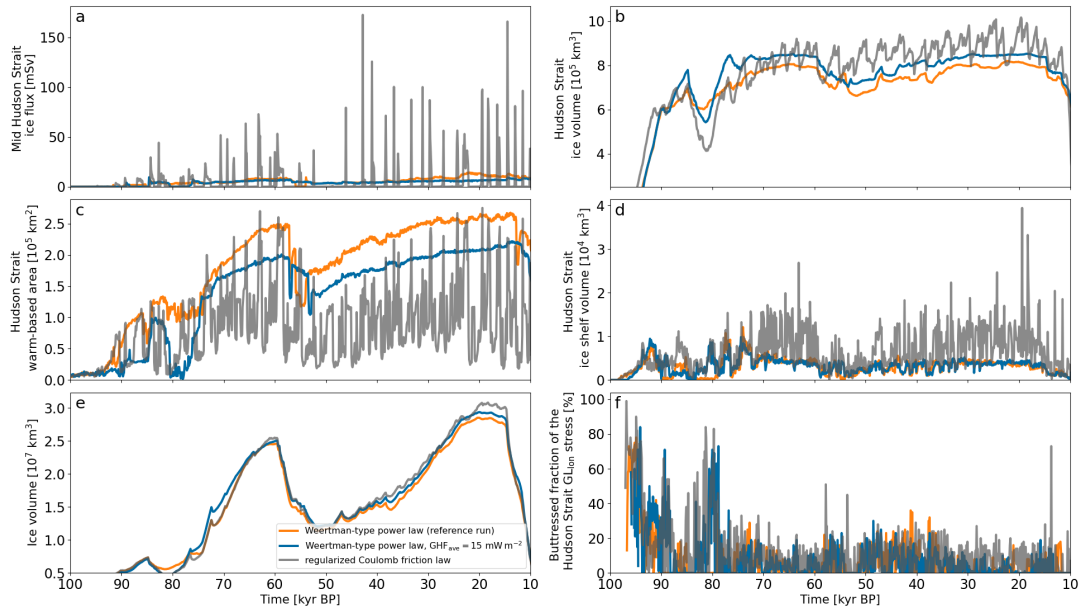 a
Mid Hudson Strait
ice flux [mSv]
150
100
50
0
b
Hudson Strait
ice volume [10⁵ km³]
10
8
6
4
c
Hudson Strait
warm-based area [10⁵ km²]
2.5
2.0
1.5
1.0
0.5
0.0
d
Hudson Strait
ice shelf volume [10⁴ km³]
4
3
2
1
0
e
Ice volume [10⁷ km³]
3.0
2.5
2.0
1.5
1.0
0.5
Weertman-type power law (reference run)
Weertman-type power law, GHF_ave = 15 mW m⁻²
regularized Coulomb friction law
100 90 80 70 60 50 40 30 20 10
Time [kyr BP]
f
Buttressed fraction of the
Hudson Strait GL_lon stress [%]
100
80
60
40
20
0
100 90 80 70 60 50 40 30 20 10
Time [kyr BP]